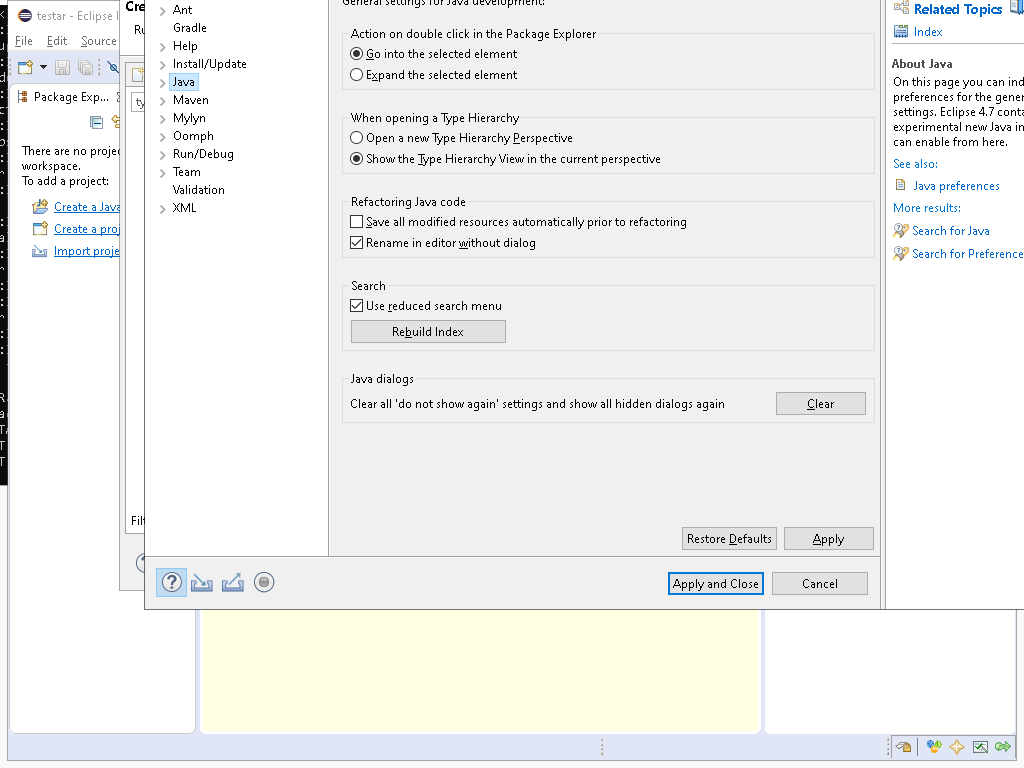 testar - Eclipse
File Edit Source
Package Exp...
There are no
workspace.
To add a project:
Create a Java
Create a
Import
Cre
Ru
ty
Filt
Ant
Gradle
Help
Install/Update
Java
Maven
Mylyn
Oomph
Run/Debug
Team
Validation
XML
General settings for Java development:
Action on double click in the Package Explorer
Go into the selected element
Expand the selected element
When opening a Type Hierarchy
Open a new Type Hierarchy Perspective
Show the Type Hierarchy View in the current perspective
Refactoring Java code
Save all modified resources automatically prior to refactoring
Rename in editor without dialog
Search
Use reduced search menu
Rebuild Index
Java dialogs
Clear all 'do not show again' settings and show all hidden dialogs again
Clear
Restore Defaults
Apply
Apply and Close
Cancel
Related Topics
Index
About Java
On this page you can ind
preferences for the gener
settings. Eclipse 4.7 conta
experimental new Java in
can enable from here.
See also:
Java preferences
More results:
Search for Java
Search for Preference